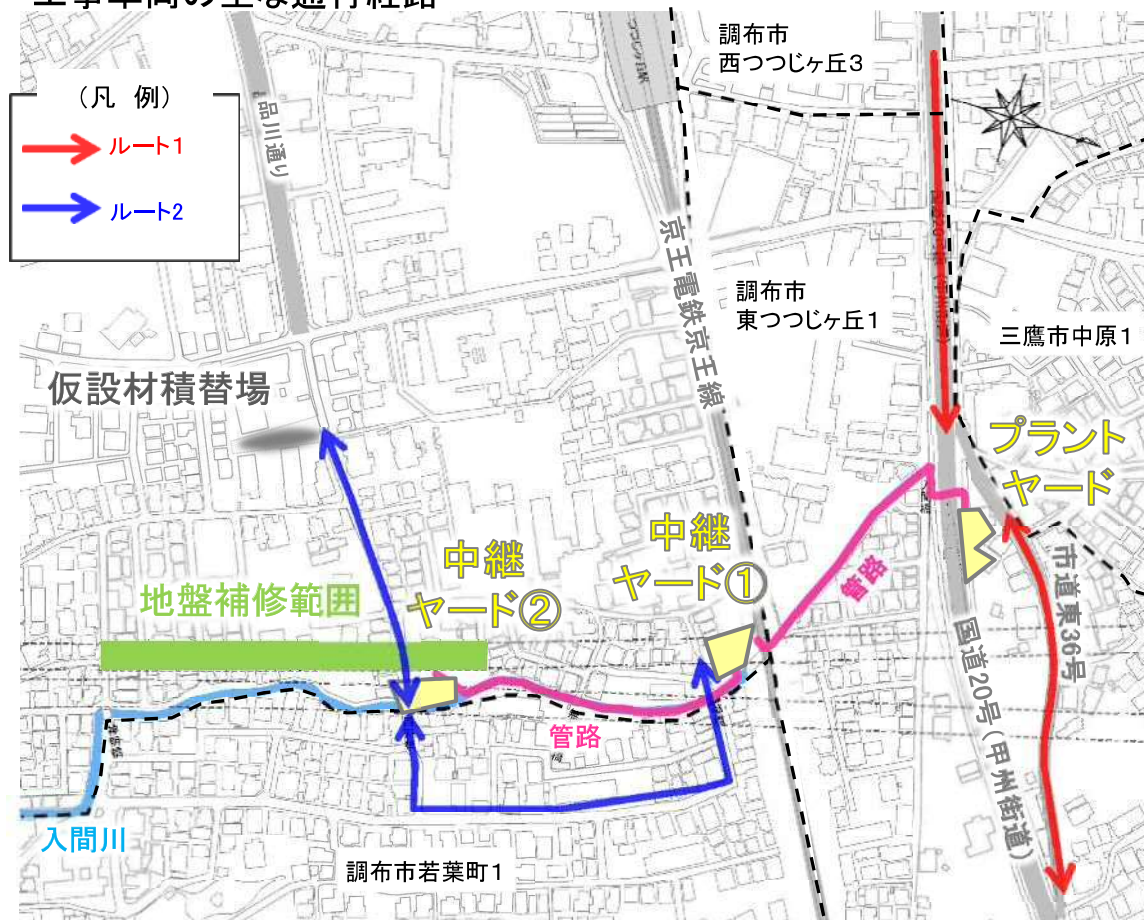 工事車両の主な通行経路
(凡 例)
ルート1
ルート2
品川通り
調布市
西つつじヶ丘3
京王電鉄京王線
調布市
東つつじヶ丘1
三鷹市中原1
仮設材積替場
プラント
ヤード
中継
ヤード①
中継
ヤード②
地盤補修範囲
管路
市道東36号
国道20号(甲州街道)
管路
入間川
調布市若葉町1